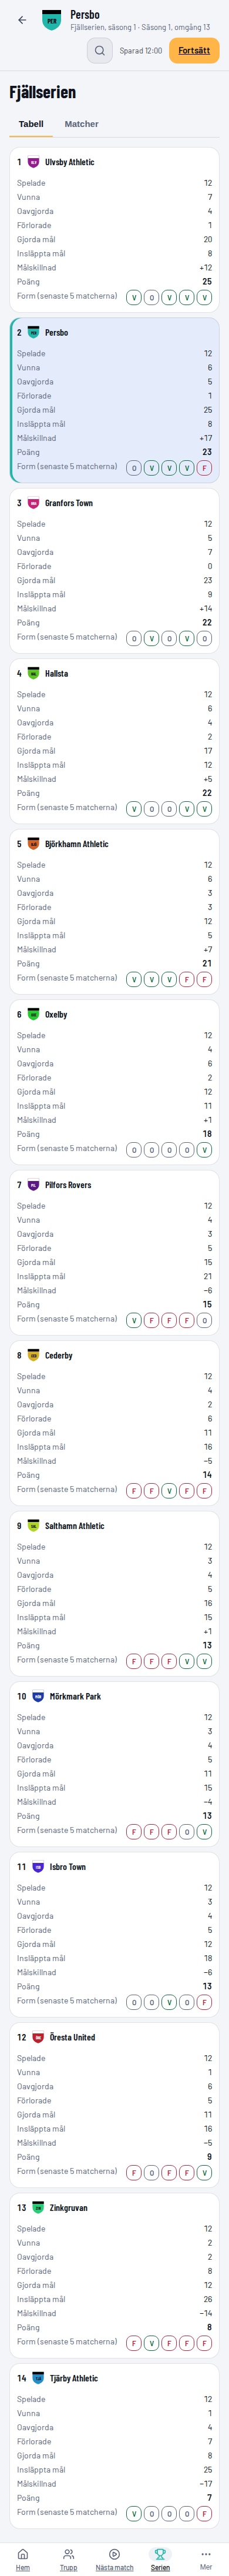 PER
Persbo
Fjällserien, säsong 1 · Säsong 1, omgång 13
Sparad 12:00
Fortsätt
Fjällserien
Tabell Matcher
1 Ulvsby Athletic
Spelade 12
Vunna 7
Oavgjorda 4
Förlorade 1
Gjorda mål 20
Insläppta mål 8
Målskillnad +12
Poäng 25
Form (senaste 5 matcherna) V O V V V
2 Persbo
Spelade 12
Vunna 6
Oavgjorda 5
Förlorade 1
Gjorda mål 25
Insläppta mål 8
Målskillnad +17
Poäng 23
Form (senaste 5 matcherna) O V V V F
3 Granfors Town
Spelade 12
Vunna 5
Oavgjorda 7
Förlorade 0
Gjorda mål 23
Insläppta mål 9
Målskillnad +14
Poäng 22
Form (senaste 5 matcherna) O V O V O
4 Hallsta
Spelade 12
Vunna 6
Oavgjorda 4
Förlorade 2
Gjorda mål 17
Insläppta mål 12
Målskillnad +5
Poäng 22
Form (senaste 5 matcherna) V O O V V
5 Björkhamn Athletic
Spelade 12
Vunna 6
Oavgjorda 3
Förlorade 3
Gjorda mål 12
Insläppta mål 5
Målskillnad +7
Poäng 21
Form (senaste 5 matcherna) V V V F F
6 Oxelby
Spelade 12
Vunna 4
Oavgjorda 6
Förlorade 2
Gjorda mål 12
Insläppta mål 11
Målskillnad +1
Poäng 18
Form (senaste 5 matcherna) O O O O V
7 Pilfors Rovers
Spelade 12
Vunna 4
Oavgjorda 3
Förlorade 5
Gjorda mål 15
Insläppta mål 21
Målskillnad −6
Poäng 15
Form (senaste 5 matcherna) V F F F O
8 Cederby
Spelade 12
Vunna 4
Oavgjorda 2
Förlorade 6
Gjorda mål 11
Insläppta mål 16
Målskillnad −5
Poäng 14
Form (senaste 5 matcherna) F F V F F
9 Salthamn Athletic
Spelade 12
Vunna 3
Oavgjorda 4
Förlorade 5
Gjorda mål 16
Insläppta mål 15
Målskillnad +1
Poäng 13
Form (senaste 5 matcherna) F F F V V
10 Mörkmark Park
Spelade 12
Vunna 3
Oavgjorda 4
Förlorade 5
Gjorda mål 11
Insläppta mål 15
Målskillnad −4
Poäng 13
Form (senaste 5 matcherna) F F F O V
11 Isbro Town
Spelade 12
Vunna 3
Oavgjorda 4
Förlorade 5
Gjorda mål 12
Insläppta mål 18
Målskillnad −6
Poäng 13
Form (senaste 5 matcherna) O O V O F
12 Öresta United
Spelade 12
Vunna 1
Oavgjorda 6
Förlorade 5
Gjorda mål 11
Insläppta mål 16
Målskillnad −5
Poäng 9
Form (senaste 5 matcherna) F O F F V
13 Zinkgruvan
Spelade 12
Vunna 2
Oavgjorda 2
Förlorade 8
Gjorda mål 12
Insläppta mål 26
Målskillnad −14
Poäng 8
Form (senaste 5 matcherna) F V F F F
14 Tjärby Athletic
Spelade 12
Vunna 1
Oavgjorda 4
Förlorade 7
Gjorda mål 8
Insläppta mål 25
Målskillnad −17
Poäng 7
Form (senaste 5 matcherna) V O O O F
Hem Trupp Nästa match Serien Mer